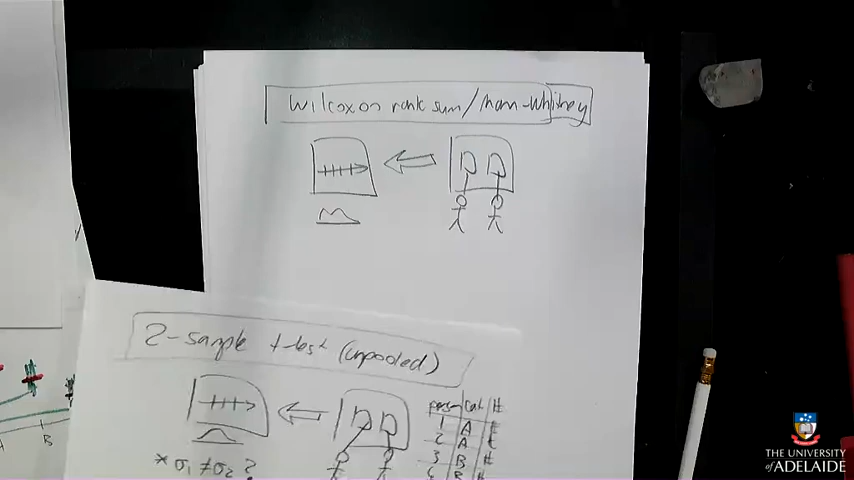 Wilcoxon rank sum/Mann-Whitney
2-sample t-test (unpooled)
person Cat #
1 A
2 A
3 B #
B #
* σ₁ ≠ σ₂ ?
B
THE UNIVERSITY
of ADELAIDE